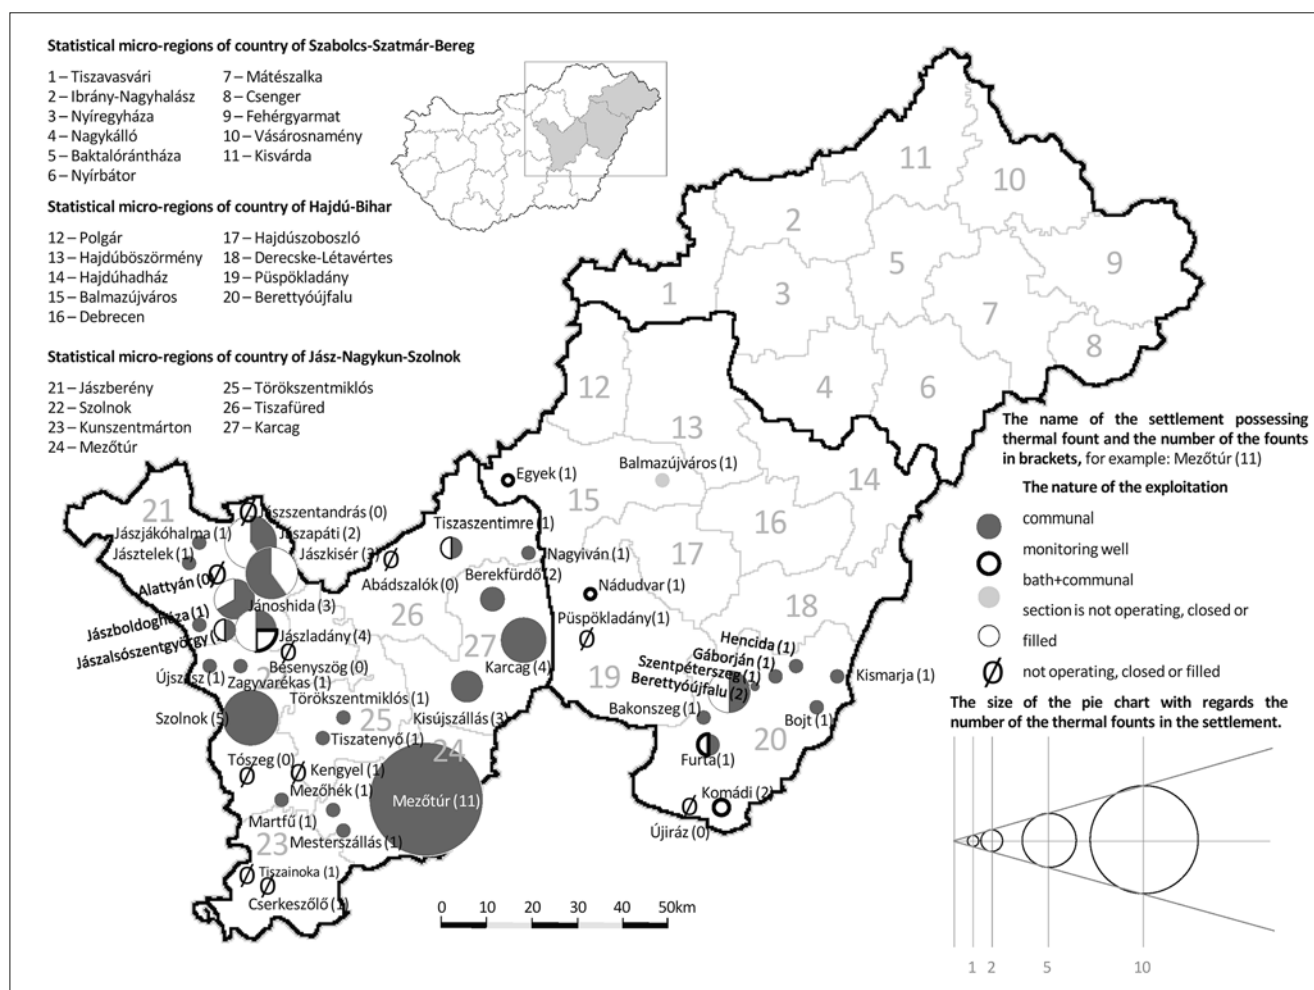 Statistical micro-regions of country of Szabolcs-Szatmár-Bereg
1 – Tiszavasvári
2 – Ibrány-Nagyhalász
3 – Nyíregyháza
4 – Nagykálló
5 – Baktalórántháza
6 – Nyírbátor
7 – Mátészalka
8 – Csenger
9 – Fehérgyarmat
10 – Vásárosnamény
11 – Kisvárda
Statistical micro-regions of country of Hajdú-Bihar
12 – Polgár
13 – Hajdúböszörmény
14 – Hajdúhadház
15 – Balmazújváros
16 – Debrecen
17 – Hajdúszoboszló
18 – Derecske-Létavértes
19 – Püspökladány
20 – Berettyóújfalu
Statistical micro-regions of country of Jász-Nagykun-Szolnok
21 – Jászberény
22 – Szolnok
23 – Kunszentmárton
24 – Mezőtúr
25 – Törökszentmiklós
26 – Tiszafüred
27 – Karcag
11
10
2
5
9
1
3
7
8
4
6
12
13
14
15
16
17
18
19
20
21
26
27
25
24
23
Egyek (1)
Balmazújváros (1)
Jászszentandrás (0)
Jászjákóhalma (1)
Jászapáti (2)
Jásztelek (1)
Jászkisér (3)
Alattyán (0)
Jánoshida (3)
Jászboldogháza (1)
Jászalsószentgyörgy (
Jászladány (4)
Besenyszög (0)
Újszász (1)
Zagyvarékas (1)
Szolnok (5)
Törökszentmiklós (1)
Tiszatenyő (1)
Tószeg (0)
Kengyel (1)
Mezőhék (1)
Martfű (1)
Mesterszállás (1)
Tiszainoka (1)
Cserkeszőlő (1)
Mezőtúr (11)
Kisújszállás (3)
Karcag (4)
Berekfürdő (2)
Tiszaszentimre (1)
Abádszalók (0)
Nagyiván (1)
Nádudvar (1)
Püspökladány (1)
Hencida (1)
Gáborján (1)
Szentpéterszeg (1)
Berettyóújfalu (2)
Bakonszeg (1)
Kismarja (1)
Bojt (1)
Furta (1)
Komádi (2)
Újiráz (0)
The name of the settlement possessing
thermal fount and the number of the founts
in brackets, for example: Mezőtúr (11)
The nature of the exploitation
communal
monitoring well
bath+communal
section is not operating, closed or
filled
not operating, closed or filled
The size of the pie chart with regards the
number of the thermal founts in the settlement.
1 2 5 10
0 10 20 30 40 50km